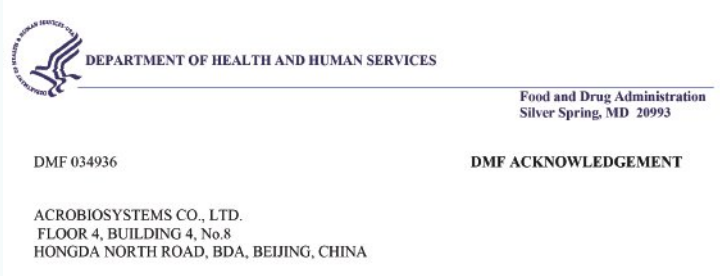 DEPARTMENT OF HEALTH AND HUMAN SERVICES
Food and Drug Administration
Silver Spring, MD 20993
DMF 034936
DMF ACKNOWLEDGEMENT
ACROBIOSYSTEMS CO., LTD.
FLOOR 4, BUILDING 4, No.8
HONGDA NORTH ROAD, BDA, BEIJING, CHINA